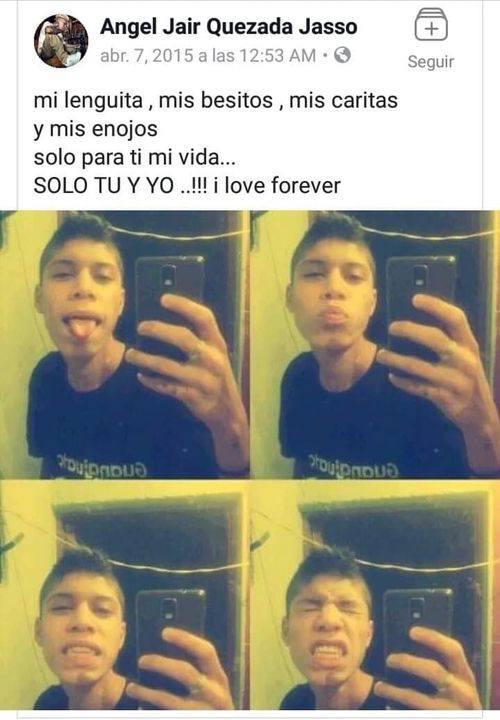 Angel Jair Quezada Jasso
abr. 7, 2015 a las 12:53 AM •
Seguir
mi lenguita , mis besitos , mis caritas
y mis enojos
solo para ti mi vida...
SOLO TU Y YO ..!!! i love forever